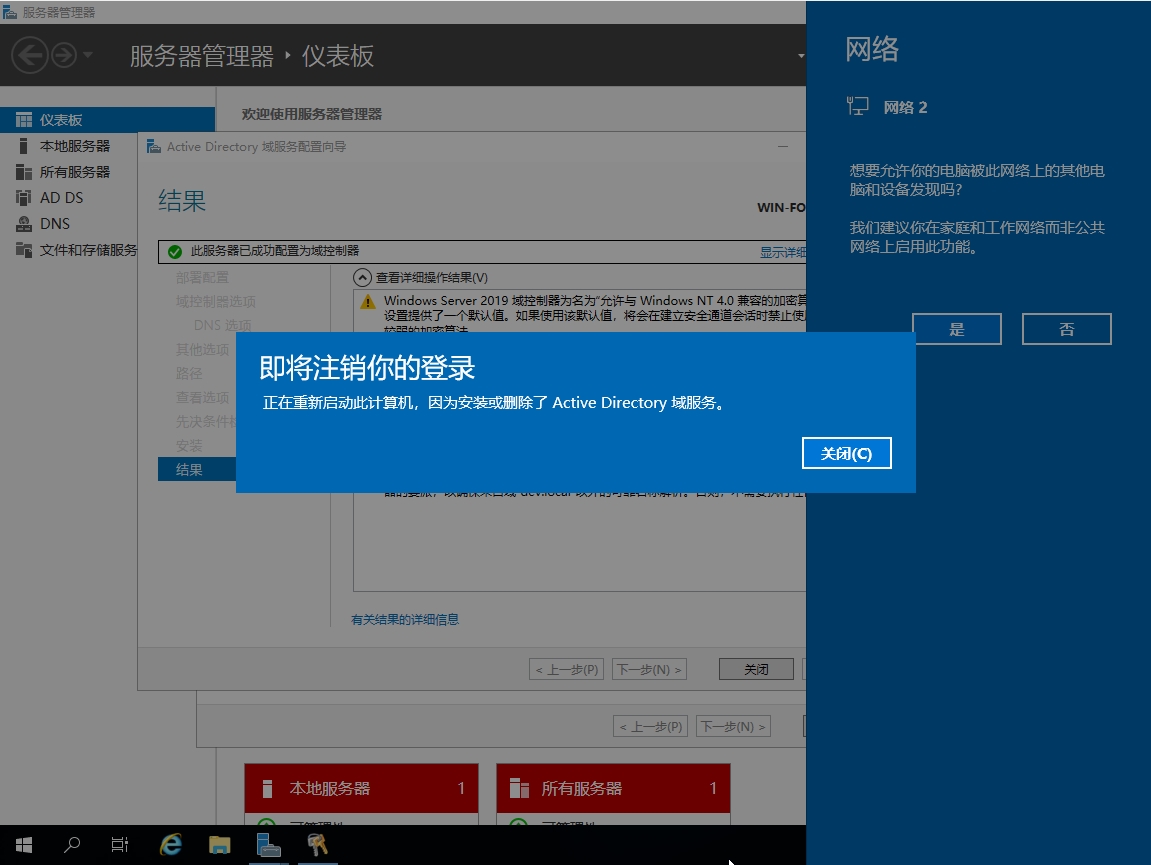 服务器管理器
服务器管理器 · 仪表板
仪表板
本地服务器
所有服务器
AD DS
DNS
文件和存储服务
欢迎使用服务器管理器
Active Directory 域服务配置向导
结果
WIN-FO
此服务器已成功配置为域控制器
显示详细
部署配置
域控制器选项
DNS 选项
其他选项
路径
查看选项
先决条件
安装
结果
查看详细操作结果(V)
Windows Server 2019 域控制器为名为“允许与 Windows NT 4.0 兼容的加密算
设置提供了一个默认值。如果使用该默认值，将会在建立安全通道会话时禁止使
较弱的加密算法
即将注销你的登录
正在重新启动此计算机，因为安装或删除了 Active Directory 域服务。
关闭(C)
有关结果的详细信息
< 上一步(P)
下一步(N) >
关闭
< 上一步(P)
下一步(N) >
本地服务器
1
所有服务器
1
可管理性
可管理性
网络
网络 2
想要允许你的电脑被此网络上的其他电
脑和设备发现吗?
我们建议你在家庭和工作网络而非公共
网络上启用此功能。
是
否